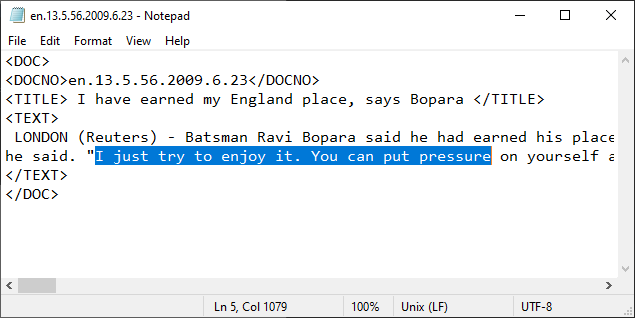 en.13.5.56.2009.6.23 - Notepad
File Edit Format View Help
<DOC>
<DOCNO>en.13.5.56.2009.6.23</DOCNO>
<TITLE> I have earned my England place, says Bopara </TITLE>
<TEXT>
LONDON (Reuters) - Batsman Ravi Bopara said he had earned his place
he said. "I just try to enjoy it. You can put pressure on yourself a
</TEXT>
</DOC>
Ln 5, Col 1079 100% Unix (LF) UTF-8